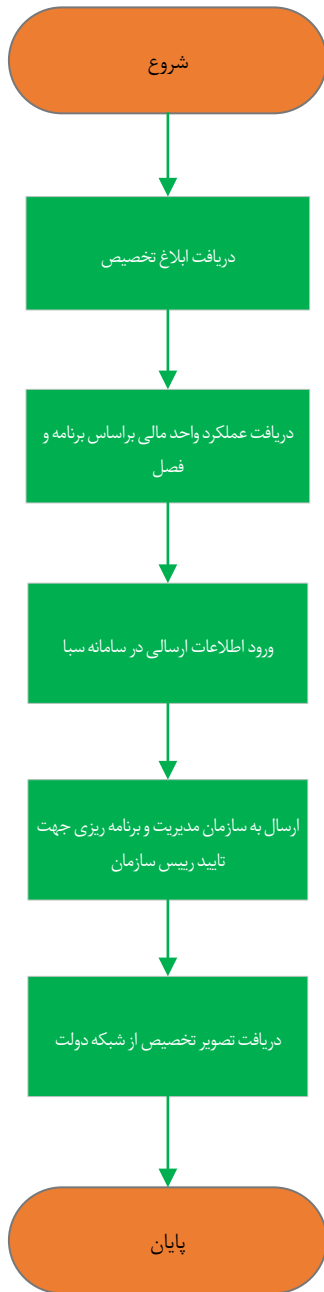 شروع
دریافت ابلاغ تخصیص
دریافت عملکرد واحد مالی براساس برنامه و
فصل
ورود اطلاعات ارسالی در سامانه سبا
ارسال به سازمان مدیریت و برنامه ریزی جهت
تایید رییس سازمان
دریافت تصویر تخصیص از شبکه دولت
پایان